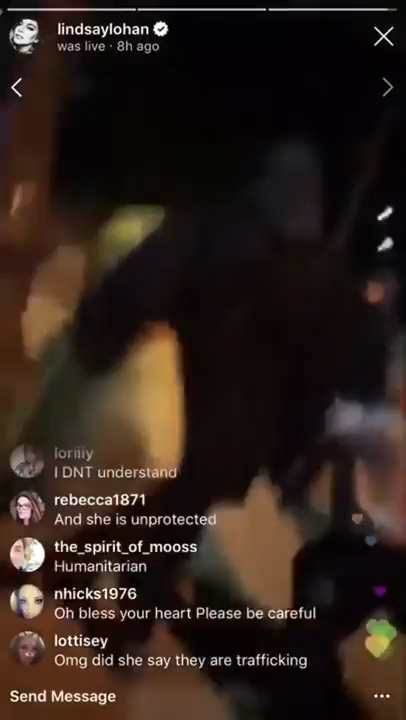 lindsaylohan
was live · 8h ago
loriiiy
I DNT understand
rebecca1871
And she is unprotected
the_spirit_of_mooss
Humanitarian
nhicks1976
Oh bless your heart Please be careful
lottisey
Omg did she say they are trafficking
Send Message